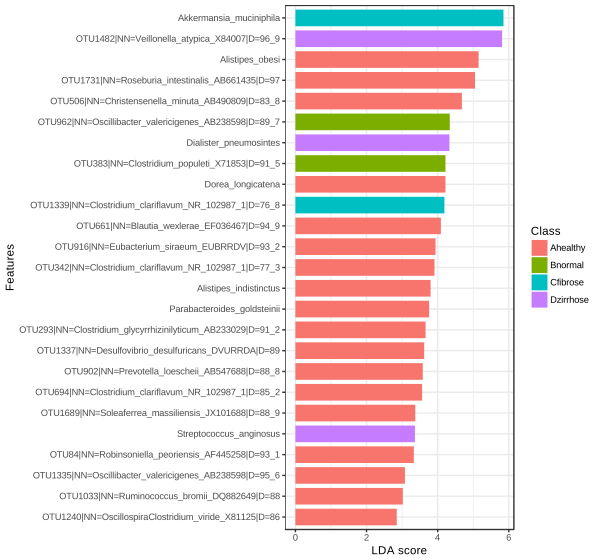 Akkermansia_muciniphila
OTU1482|NN=Veillonella_atypica_X84007|D=96_9
Alistipes_obesi
OTU1731|NN=Roseburia_intestinalis_AB661435|D=97
OTU506|NN=Christensenella_minuta_AB490809|D=83_8
OTU962|NN=Oscillibacter_valericigenes_AB238598|D=89_7
Dialister_pneumosintes
OTU383|NN=Clostridium_populeti_X71853|D=91_5
Dorea_longicatena
OTU1339|NN=Clostridium_clariflavum_NR_102987_1|D=76_8
OTU661|NN=Blautia_wexlerae_EF036467|D=94_9
OTU916|NN=Eubacterium_siraeum_EUBRRDV|D=93_2
OTU342|NN=Clostridium_clariflavum_NR_102987_1|D=77_3
Alistipes_indistinctus
Parabacteroides_goldsteinii
OTU293|NN=Clostridium_glycyrrhizinilyticum_AB233029|D=91_2
OTU1337|NN=Desulfovibrio_desulfuricans_DVURRDA|D=89
OTU902|NN=Prevotella_loescheii_AB547688|D=88_8
OTU694|NN=Clostridium_clariflavum_NR_102987_1|D=85_2
OTU1689|NN=Soleaferrea_massiliensis_JX101688|D=88_9
Streptococcus_anginosus
OTU84|NN=Robinsoniella_peoriensis_AF445258|D=93_1
OTU1335|NN=Oscillibacter_valericigenes_AB238598|D=95_6
OTU1033|NN=Ruminococcus_bromii_DQ882649|D=88
OTU1240|NN=OscillospiraClostridium_viride_X81125|D=86
0 2 4 6
LDA score
Features
Class
Ahealthy
Bnormal
Cfibrose
Dzirrhose